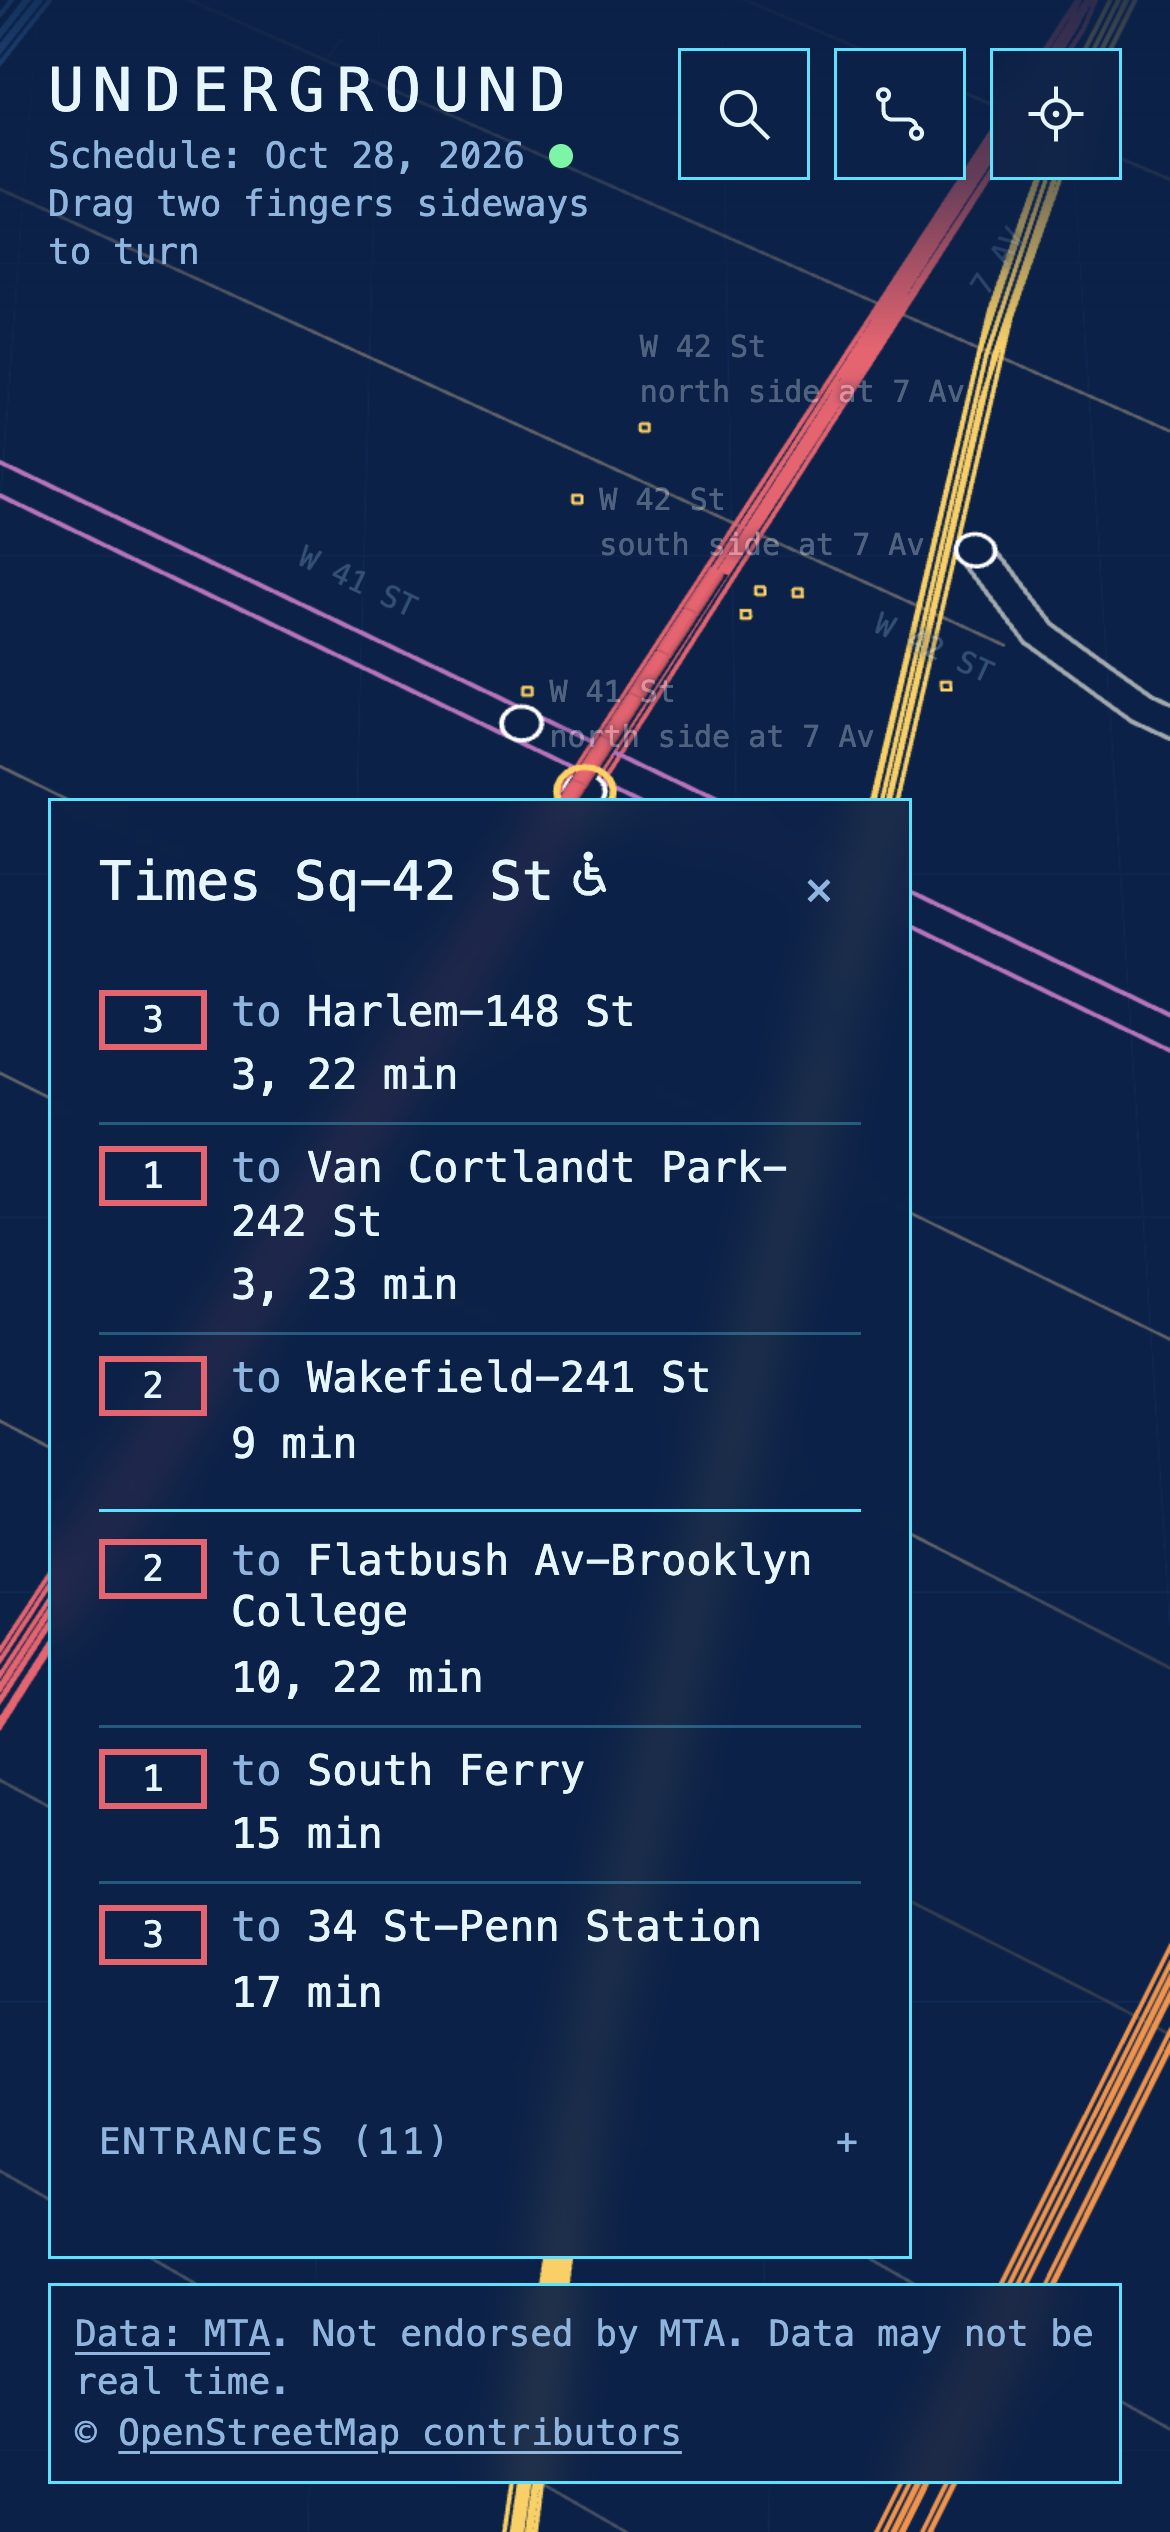 UNDERGROUND
Schedule: Oct 28, 2026
Drag two fingers sideways
to turn
7 AV
W 42 St
north side at 7 Av
W 42 St
south side at 7 Av
W 41 ST
W 42 ST
W 41 St
north side at 7 Av
Times Sq–42 St
×
3
to Harlem–148 St
3, 22 min
1
to Van Cortlandt Park–
242 St
3, 23 min
2
to Wakefield–241 St
9 min
2
to Flatbush Av–Brooklyn
College
10, 22 min
1
to South Ferry
15 min
3
to 34 St–Penn Station
17 min
ENTRANCES (11) +
Data: MTA. Not endorsed by MTA. Data may not be
real time.
© OpenStreetMap contributors